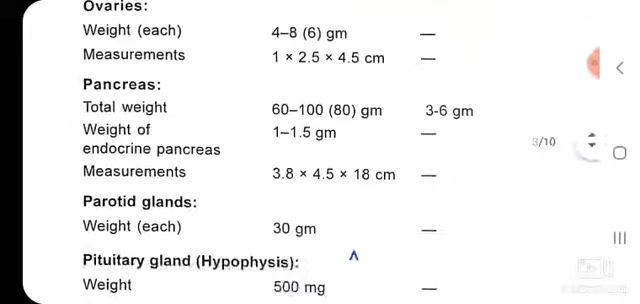 Ovaries:
Weight (each) 4–8 (6) gm —
Measurements 1 × 2.5 × 4.5 cm —
Pancreas:
Total weight 60–100 (80) gm 3-6 gm
Weight of 1–1.5 gm —
endocrine pancreas
3/10
Measurements 3.8 × 4.5 × 18 cm —
Parotid glands:
Weight (each) 30 gm —
Pituitary gland (Hypophysis):
Weight 500 mg —